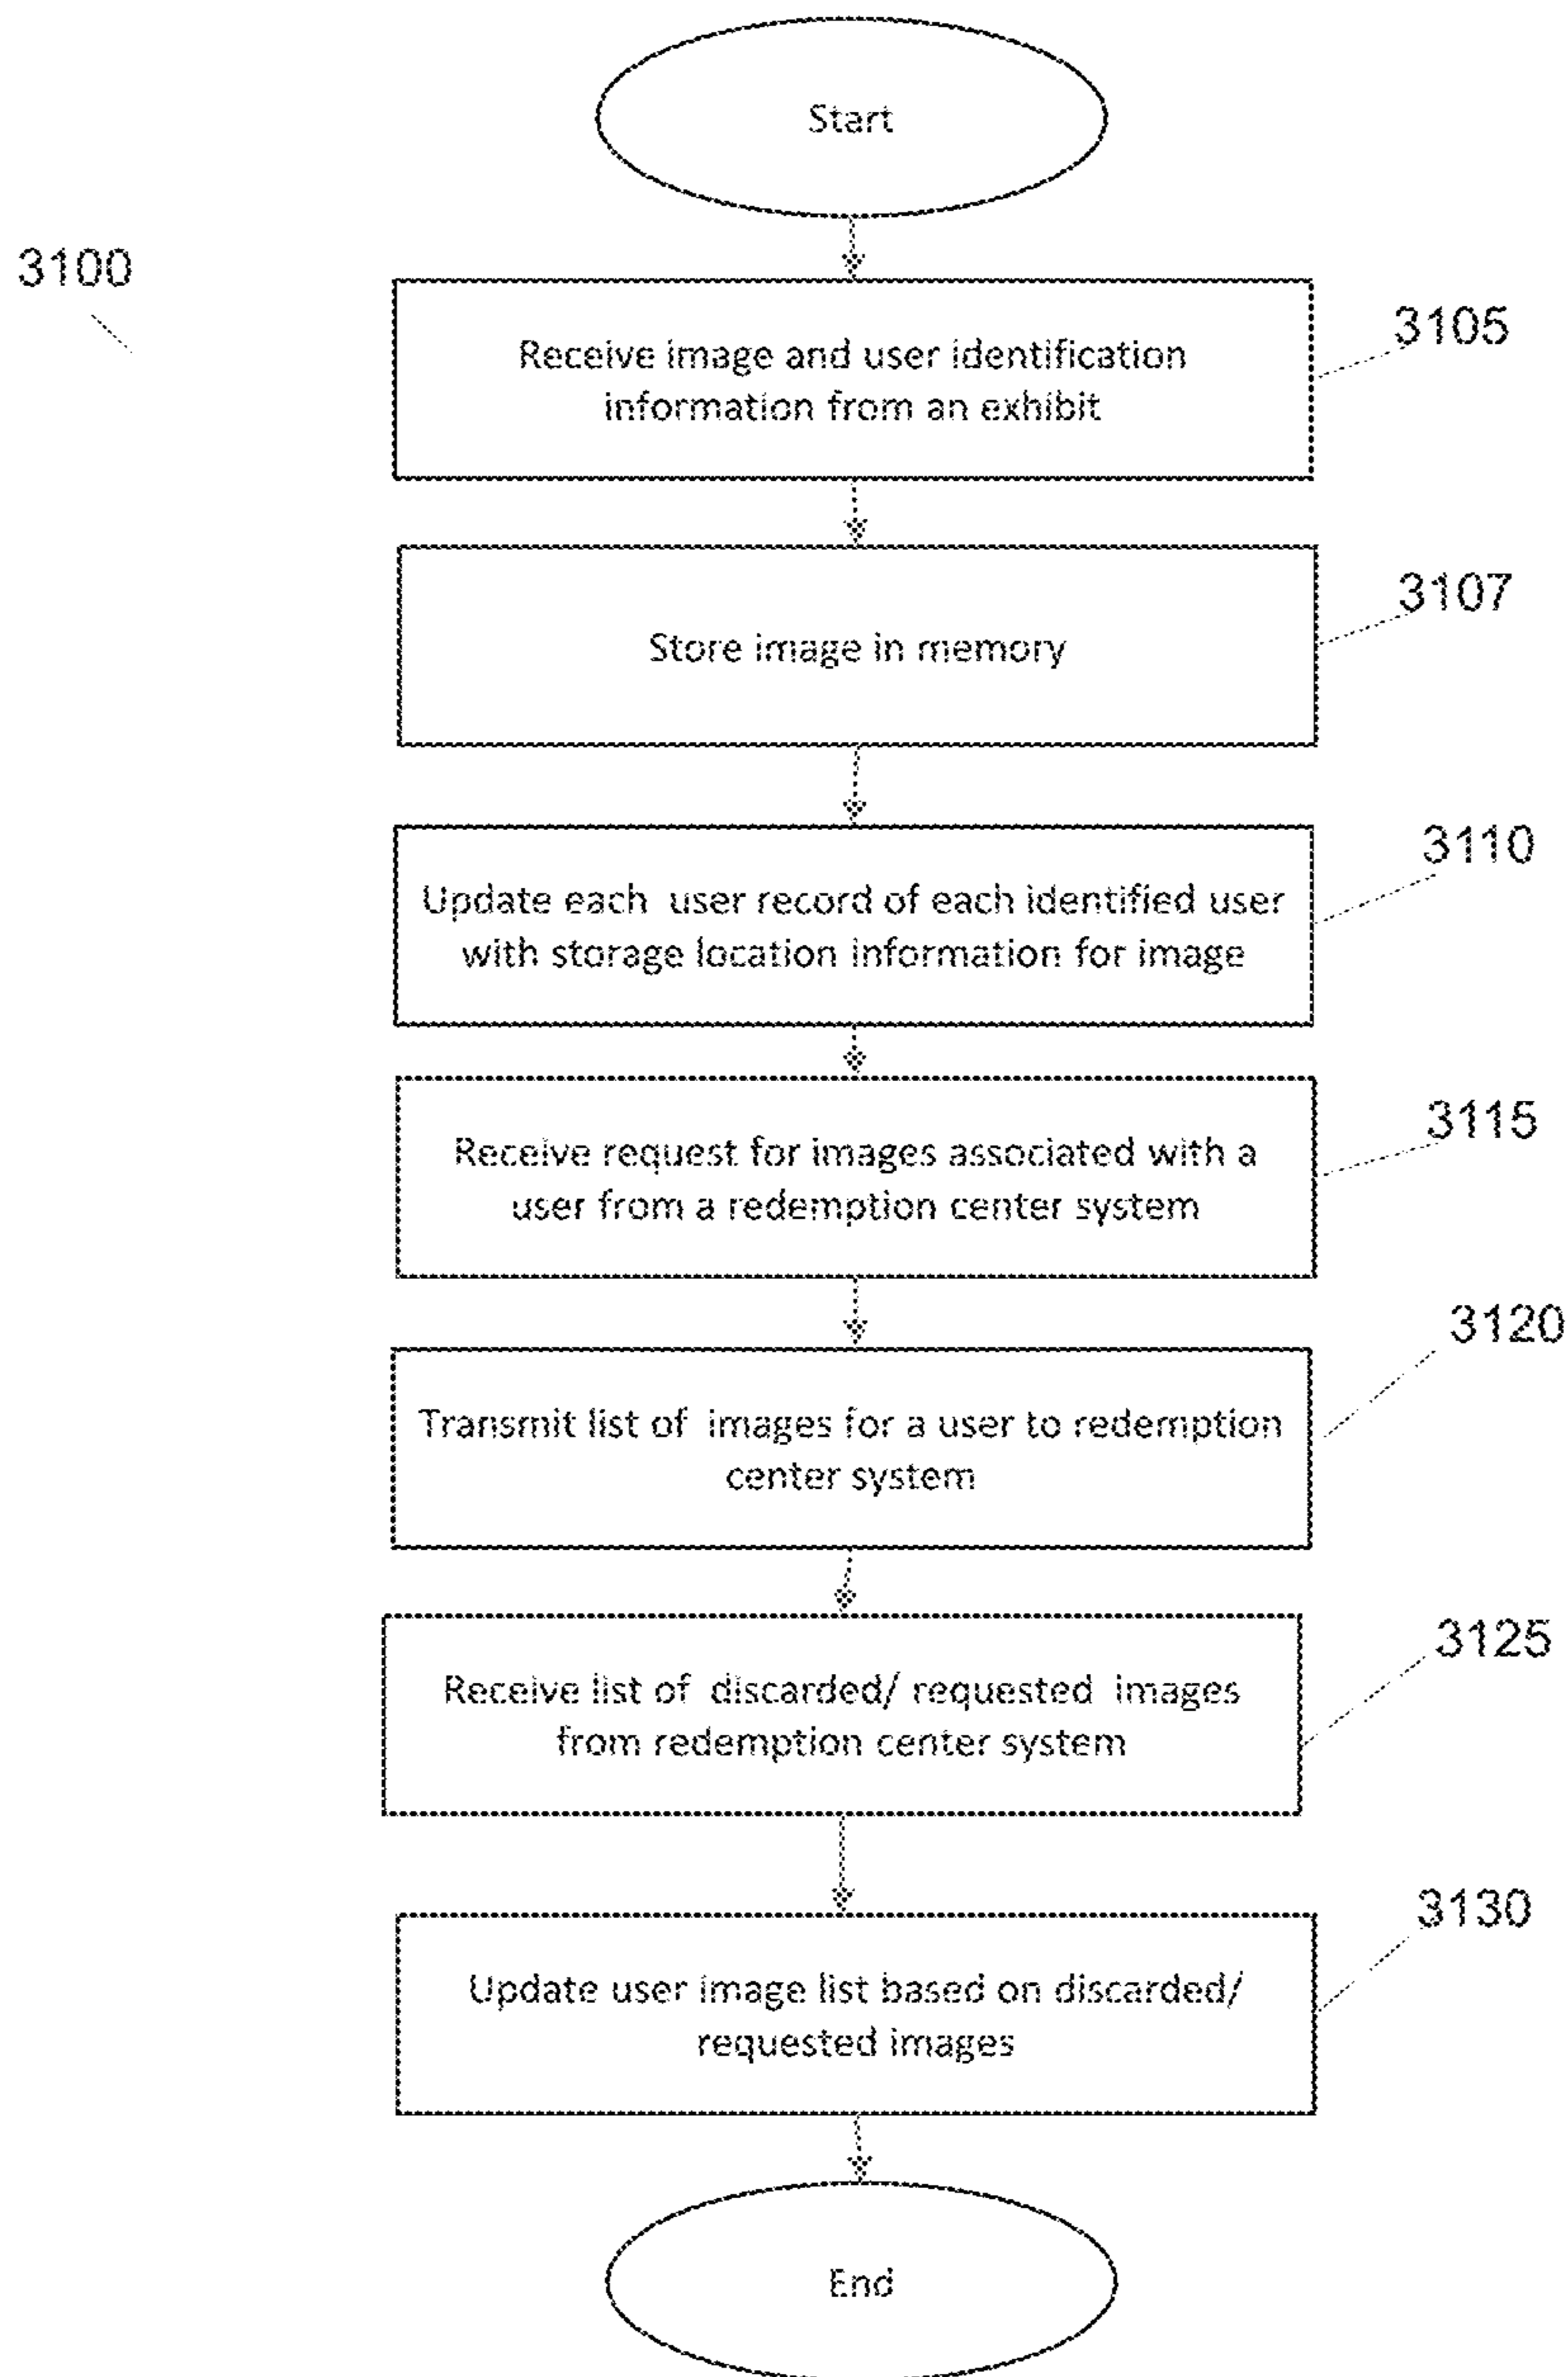 Start
3100
3105
Receive image and user identification
information from an exhibit
3107
Store image in memory
3110
Update each user record of each identified user
with storage location information for image
3115
Receive request for images associated with a
user from a redemption center system
3120
Transmit list of images for a user to redemption
center system
3125
Receive list of discarded/ requested images
from redemption center system
3130
Update user image list based on discarded/
requested images
End